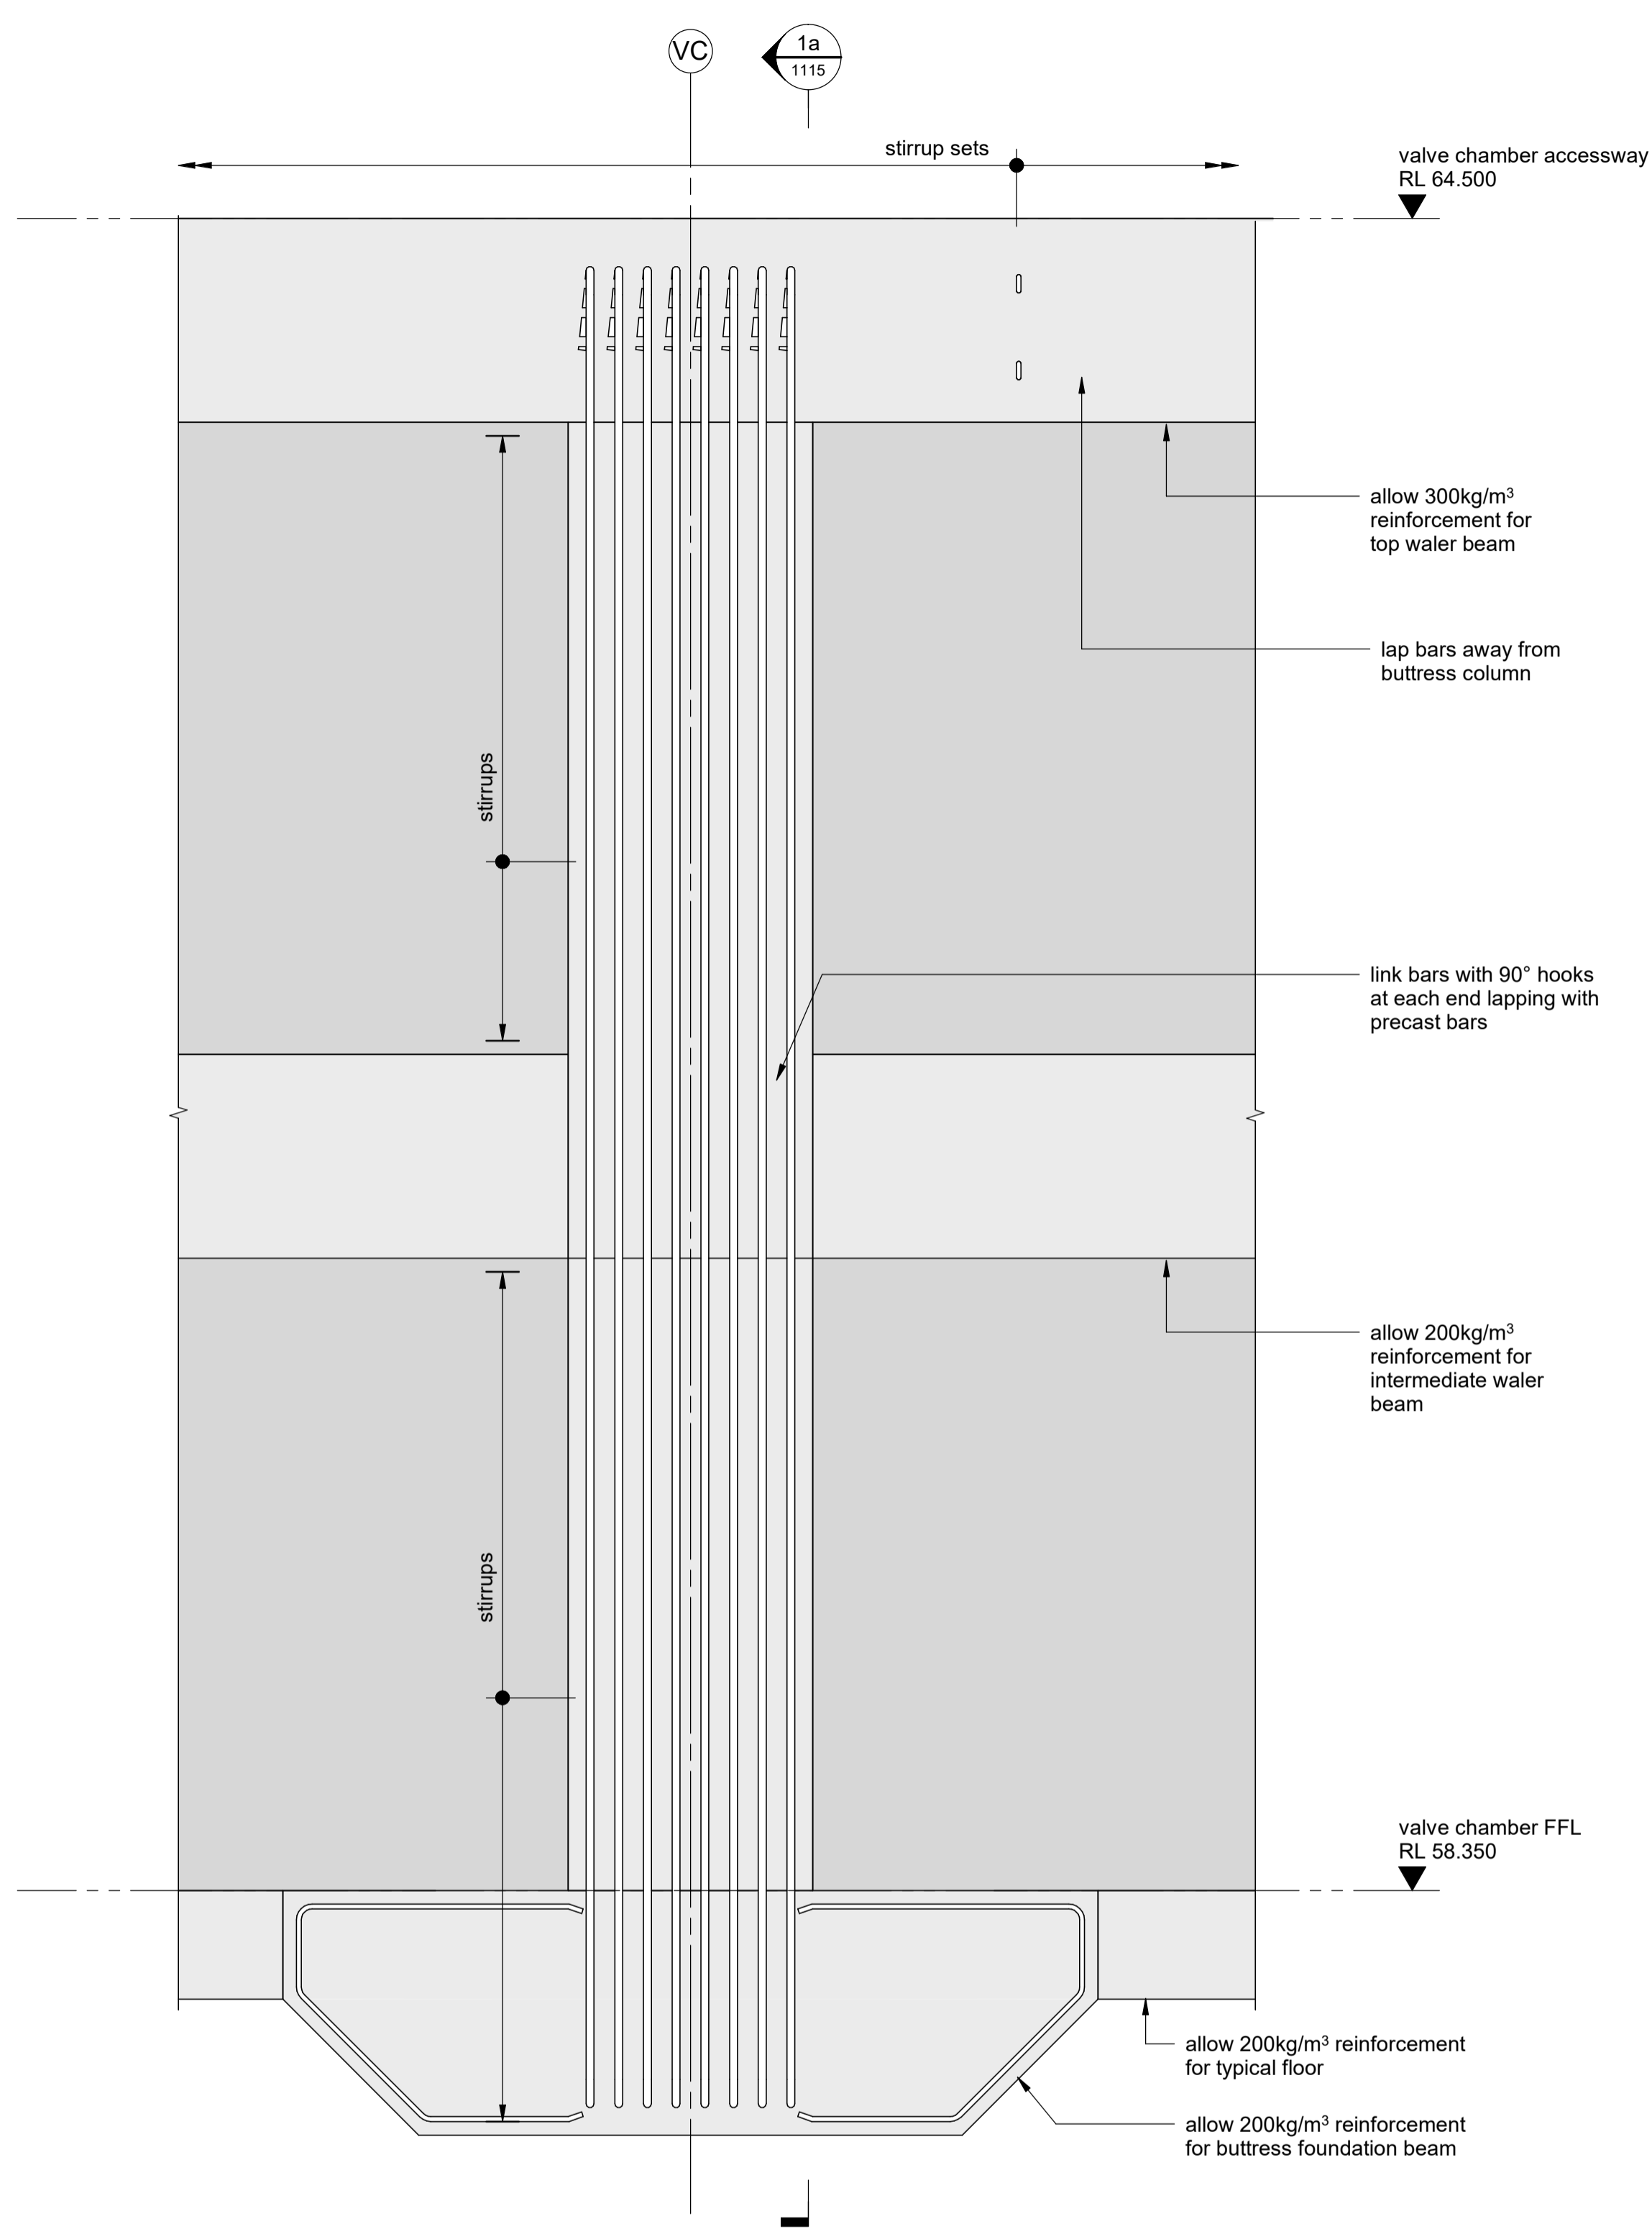 VC
1a
1115
stirrup sets
valve chamber accessway
RL 64.500
allow 300kg/m³
reinforcement for
top waler beam
lap bars away from
buttress column
stirrups
link bars with 90° hooks
at each end lapping with
precast bars
allow 200kg/m³
reinforcement for
intermediate waler
beam
stirrups
valve chamber FFL
RL 58.350
allow 200kg/m³ reinforcement
for typical floor
allow 200kg/m³ reinforcement
for buttress foundation beam